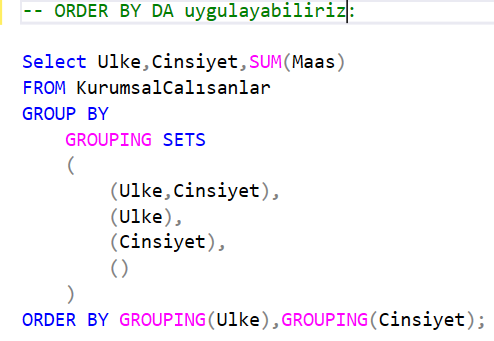 -- ORDER BY DA uygulayabiliriz:
Select Ulke,Cinsiyet,SUM(Maas)
FROM KurumsalCalısanlar
GROUP BY
GROUPING SETS
(
(Ulke,Cinsiyet),
(Ulke),
(Cinsiyet),
()
)
ORDER BY GROUPING(Ulke),GROUPING(Cinsiyet);